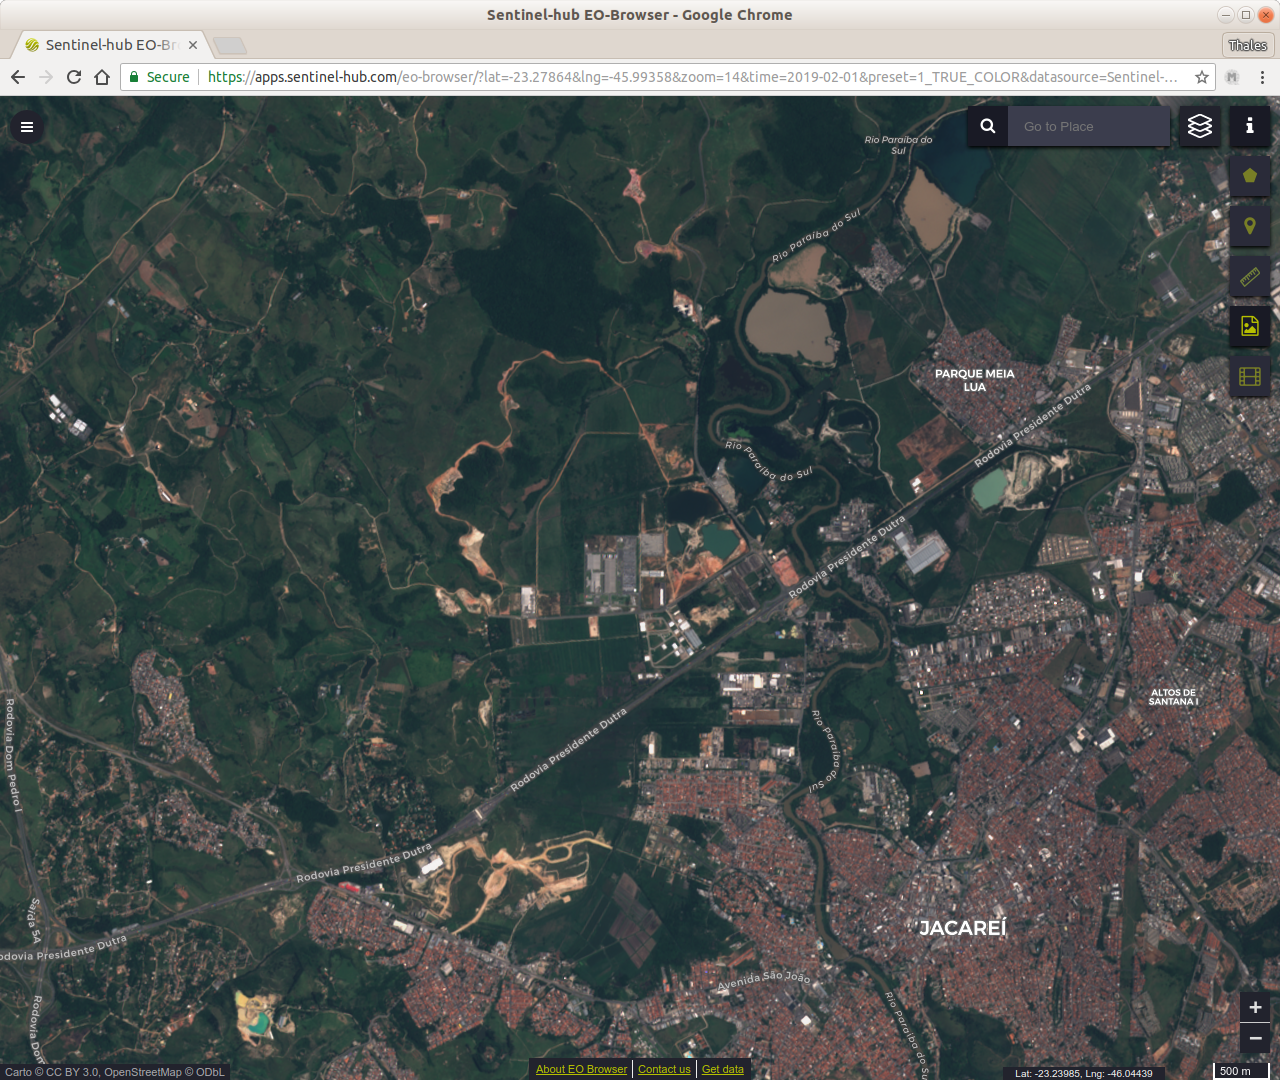 Sentinel-hub EO-Browser - Google Chrome
Sentinel-hub EO-Br
Thales
Secure
https://apps.sentinel-hub.com/eo-browser/?lat=-23.27864&lng=-45.99358&zoom=14&time=2019-02-01&preset=1_TRUE_COLOR&datasource=Sentinel-...
Go to Place
Rio Paraíba do
Sul
Rio Paraíba do Sul
PARQUE MEIA
LUA
Rodovia Presidente Dutra
Rio Paraíba do Sul
Rodovia Presidente Dutra
ALTOS DE
SANTANA I
Rodovia Dom Pedro I
Rodovia Presidente Dutra
Rio Paraíba do Sul
Rodovia Presidente Dutra
Saída 5A
JACAREÍ
odovia Presidente Dutra
Avenida São João
Rodovia Dom
Rio Paraíba do Su
Carto © CC BY 3.0, OpenStreetMap © ODbL
About EO Browser
Contact us
Get data
Lat: -23.23985, Lng: -46.04439
500 m